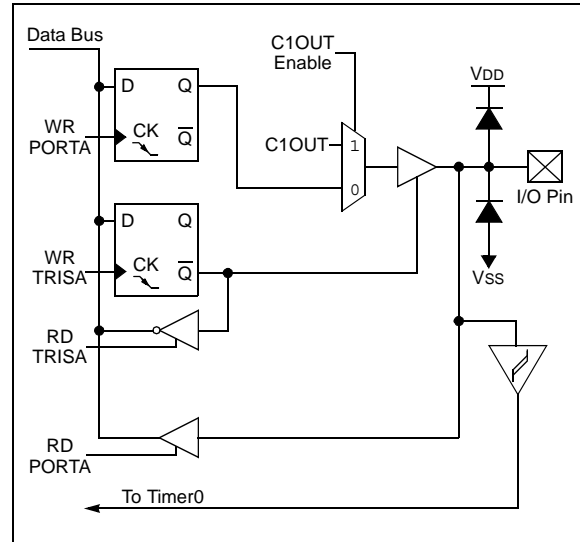 Data Bus
C1OUT
Enable
VDD
D Q
WR
PORTA
CK
Q
C1OUT
1
0
I/O Pin
D Q
WR
TRISA
CK
Q
VSS
RD
TRISA
RD
PORTA
To Timer0